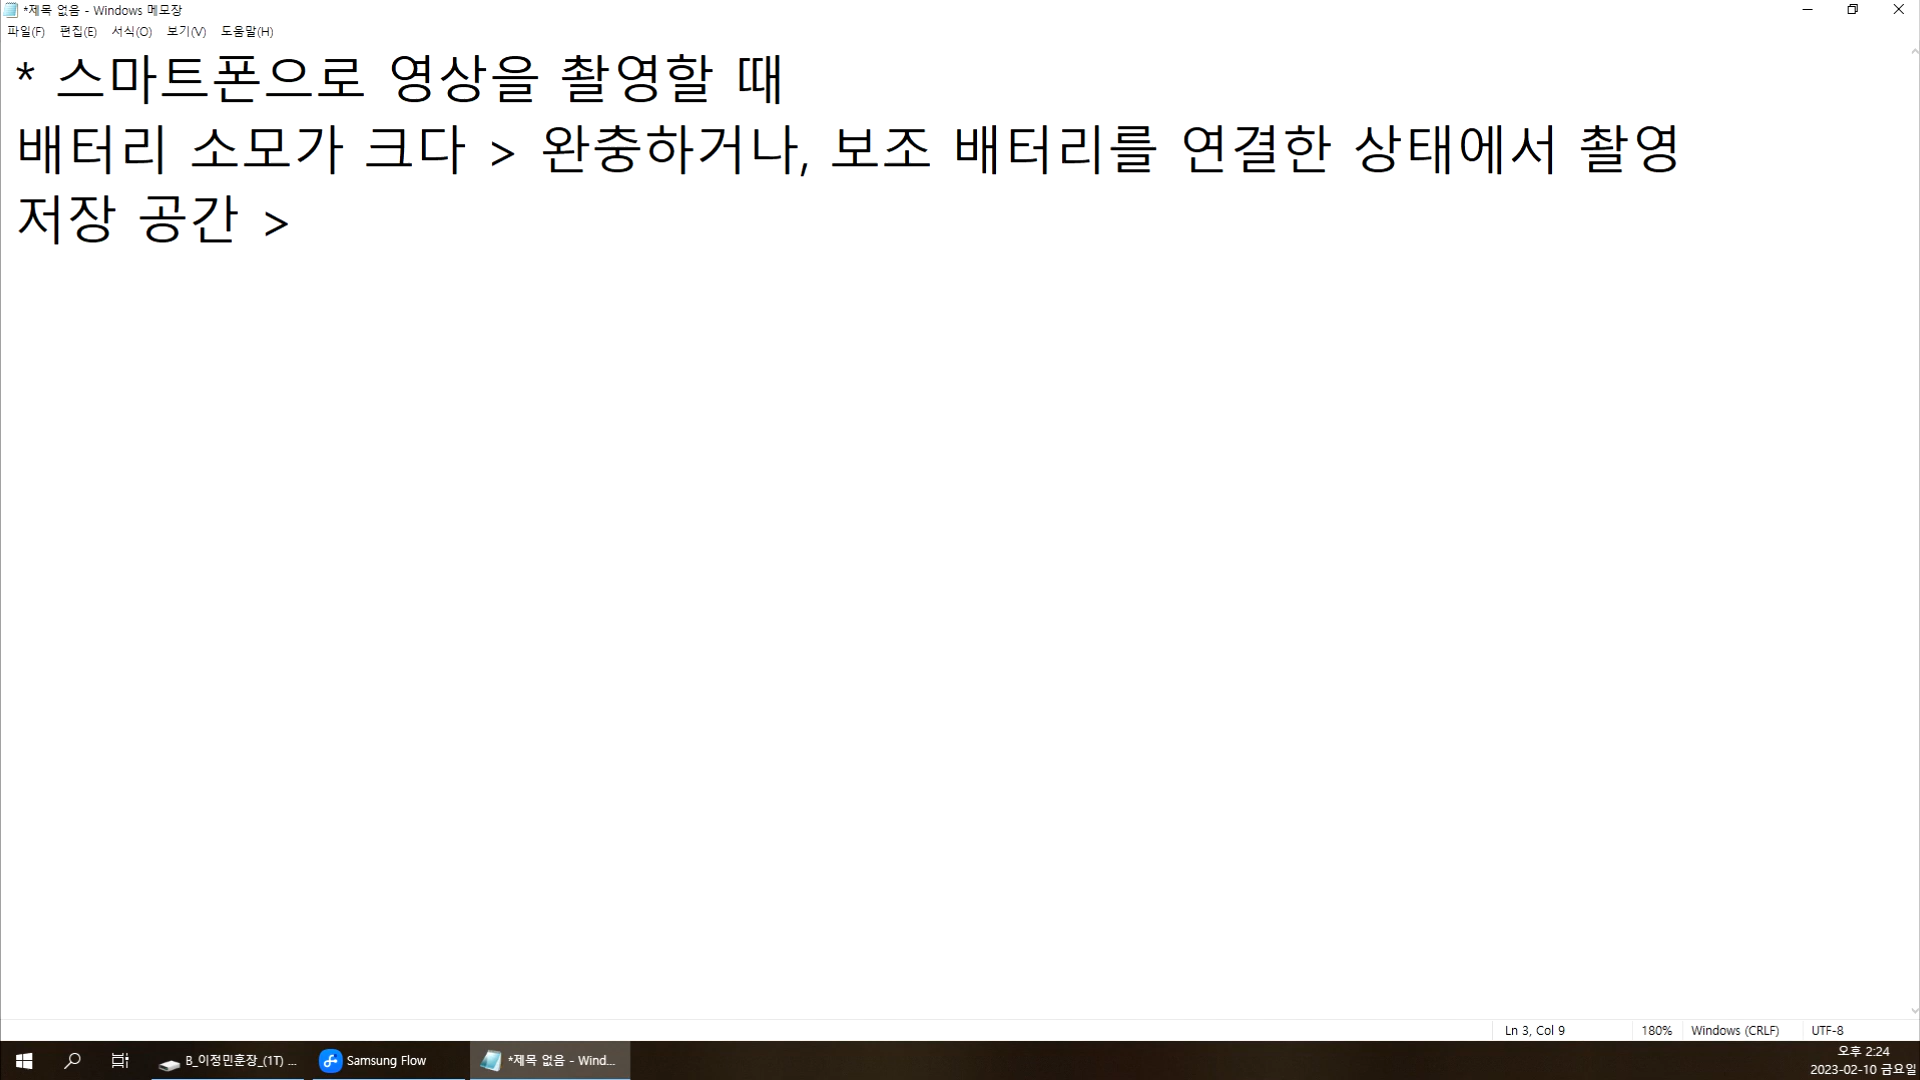 *제목 없음 - Windows 메모장
파일(F) 편집(E) 서식(O) 보기(V) 도움말(H)
* 스마트폰으로 영상을 촬영할 때
배터리 소모가 크다 > 완충하거나, 보조 배터리를 연결한 상태에서 촬영
저장 공간 >
Ln 3, Col 9 180% Windows (CRLF) UTF-8
B_이정민훈장_(1T) ... Samsung Flow *제목 없음 - Wind... 오후 2:24
2023-02-10 금요일